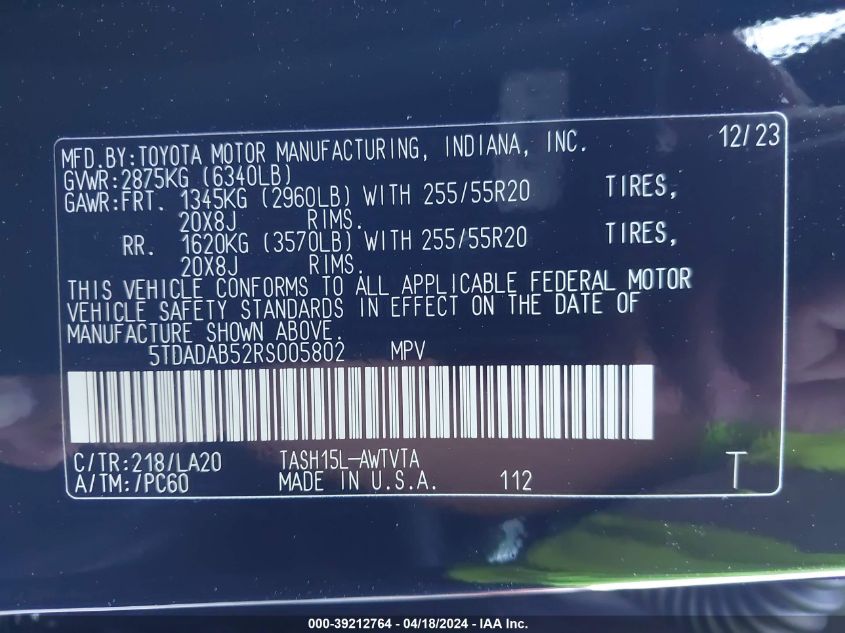 MFD.BY:TOYOTA MOTOR MANUFACTURING, INDIANA, INC. 12/23
GVWR:2875KG (6340LB)
GAWR:FRT. 1345KG (2960LB) WITH 255/55R20 TIRES,
20X8J RIMS.
RR. 1620KG (3570LB) WITH 255/55R20 TIRES,
20X8J RIMS.
THIS VEHICLE CONFORMS TO ALL APPLICABLE FEDERAL MOTOR
VEHICLE SAFETY STANDARDS IN EFFECT ON THE DATE OF
MANUFACTURE SHOWN ABOVE.
5TDADAB52RS005802 MPV
C/TR:218/LA20 TASH15L-AWTVTA
A/TM:/PC60 MADE IN U.S.A. 112 T
000-39212764 - 04/18/2024 - IAA Inc.